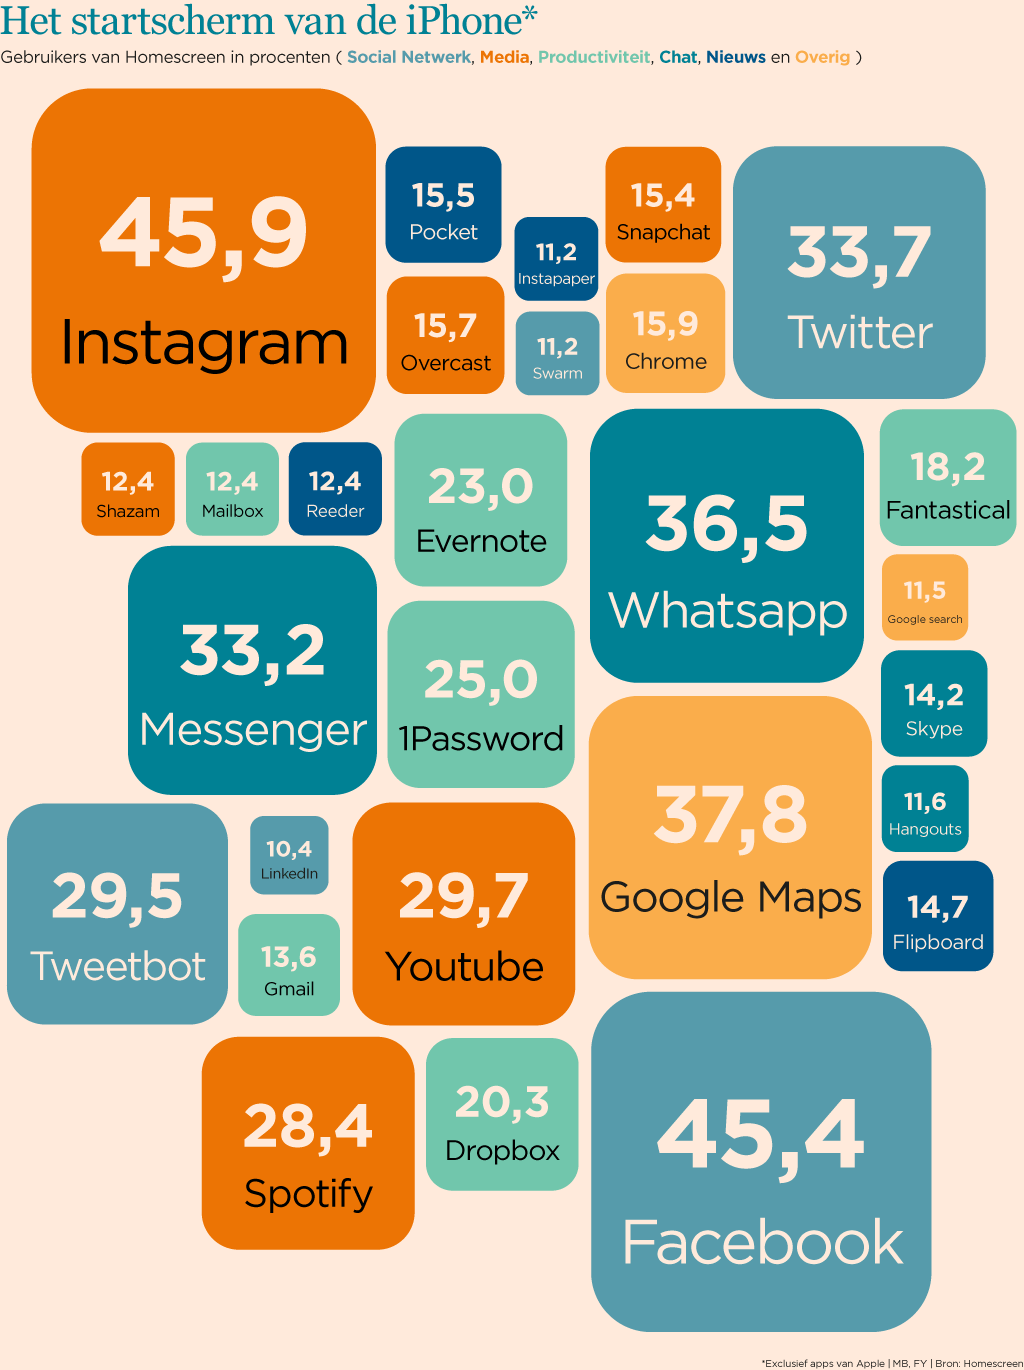 Het startscherm van de iPhone*
Gebruikers van Homescreen in procenten ( Social Netwerk, Media, Productiviteit, Chat, Nieuws en Overig )
45,9
Instagram
15,5
Pocket
11,2
Instapaper
15,4
Snapchat
33,7
Twitter
15,7
Overcast
11,2
Swarm
15,9
Chrome
12,4
Shazam
12,4
Mailbox
12,4
Reeder
23,0
Evernote
36,5
Whatsapp
18,2
Fantastical
11,5
Google search
33,2
Messenger
25,0
1Password
14,2
Skype
37,8
Google Maps
11,6
Hangouts
29,5
Tweetbot
10,4
LinkedIn
29,7
Youtube
14,7
Flipboard
13,6
Gmail
28,4
Spotify
20,3
Dropbox
45,4
Facebook
*Exclusief apps van Apple | MB, FY | Bron: Homescreen